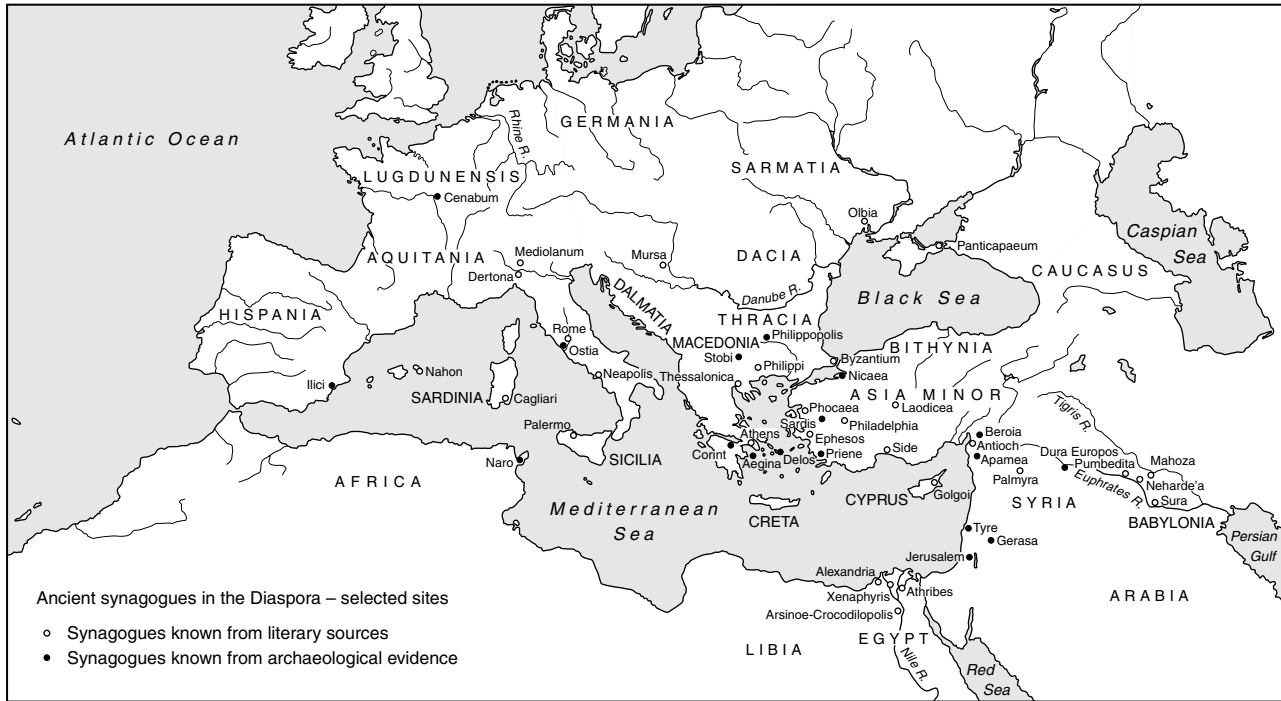 Atlantic Ocean
GERMANIA
Rhine R.
SARMATIA
LUGDUNENSIS
Cenabum
Olbia
Panticapaeum
Caspian
Sea
CAUCASUS
AQUITANIA
Mediolanum
Dertona
Mursa
DACIA
Danube R.
Black Sea
DALMATIA
HISPANIA
THRACIA
Philippopolis
MACEDONIA
Stobi
Philippi
Thessalonica
Byzantium
BITHYNIA
Nicaea
Rome
Ostia
Neapolis
Ilici
Nahon
SARDINIA
Cagliari
Palermo
SICILIA
Naro
ASIA MINOR
Phocaea
Laodicea
Sardis
Philadelphia
Athens
Ephesos
Side
Corint
Aegina
Delos
Priene
Tigris R.
Beroia
Antioch
Apamea
Dura Europos
Pumbedita
Mahoza
Palmyra
Neharde'a
Euphrates R.
Sura
SYRIA
BABYLONIA
AFRICA
Mediterranean
Sea
CRETA
CYPRUS
Golgoi
Tyre
Gerasa
Jerusalem
Persian
Gulf
Alexandria
Xenaphyris
Athribes
Arsinoe-Crocodilopolis
ARABIA
LIBIA
EGYPT
Nile R.
Red
Sea
Ancient synagogues in the Diaspora – selected sites
Synagogues known from literary sources
Synagogues known from archaeological evidence